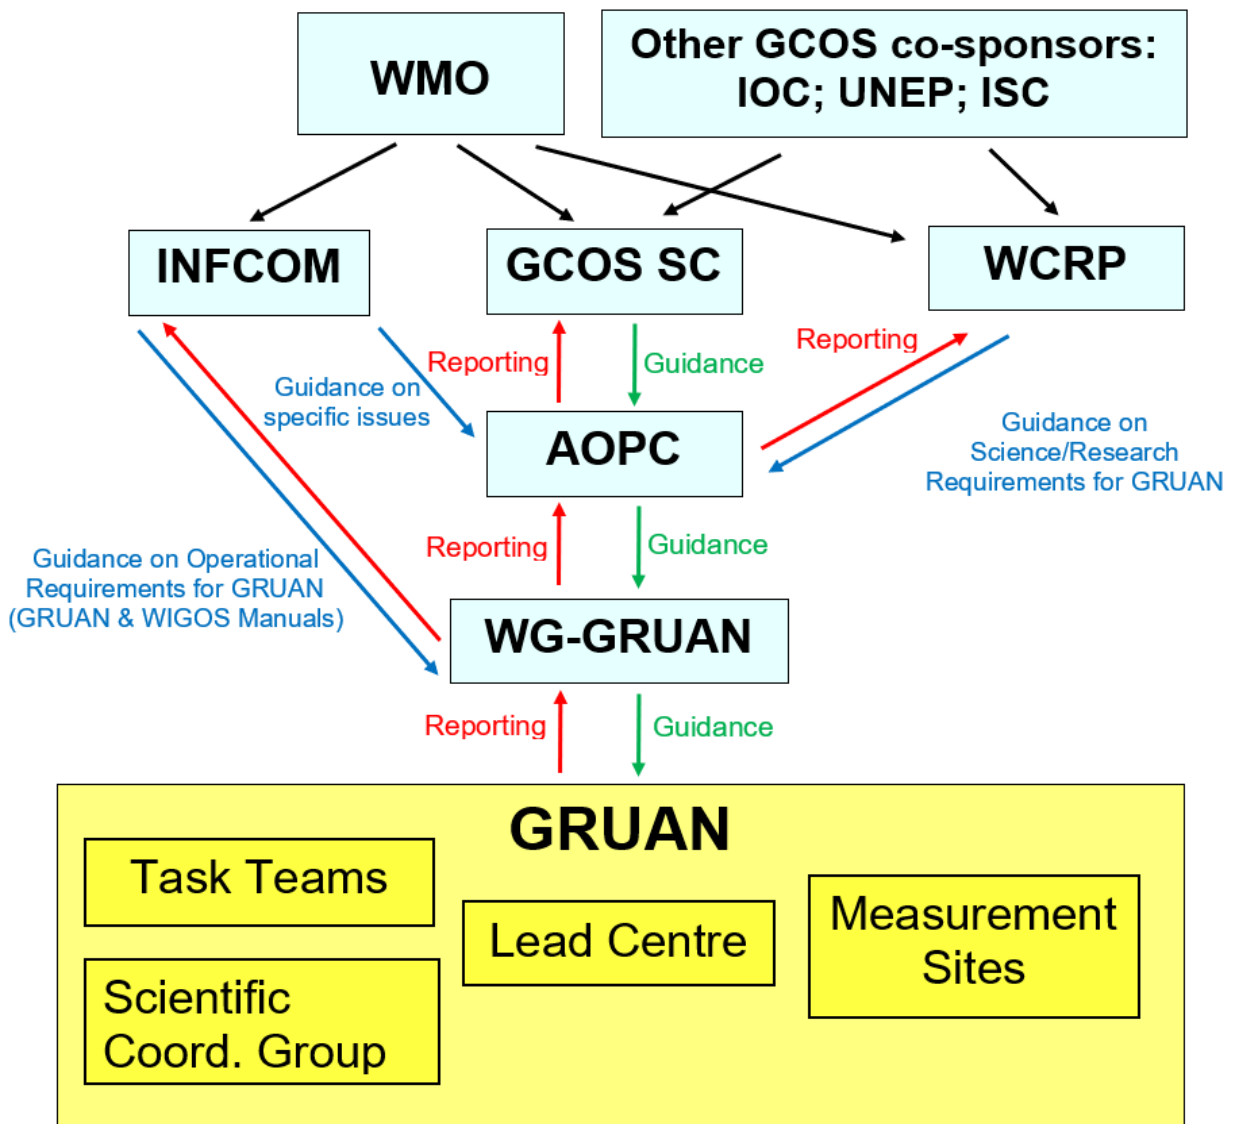 WMO
Other GCOS co-sponsors:
IOC; UNEP; ISC
INFCOM
GCOS SC
WCRP
Reporting
Guidance
Reporting
Guidance on
specific issues
Guidance on
Science/Research
Requirements for GRUAN
AOPC
Reporting
Guidance
Guidance on Operational
Requirements for GRUAN
(GRUAN & WIGOS Manuals)
WG-GRUAN
Reporting
Guidance
GRUAN
Task Teams
Lead Centre
Measurement
Sites
Scientific
Coord. Group